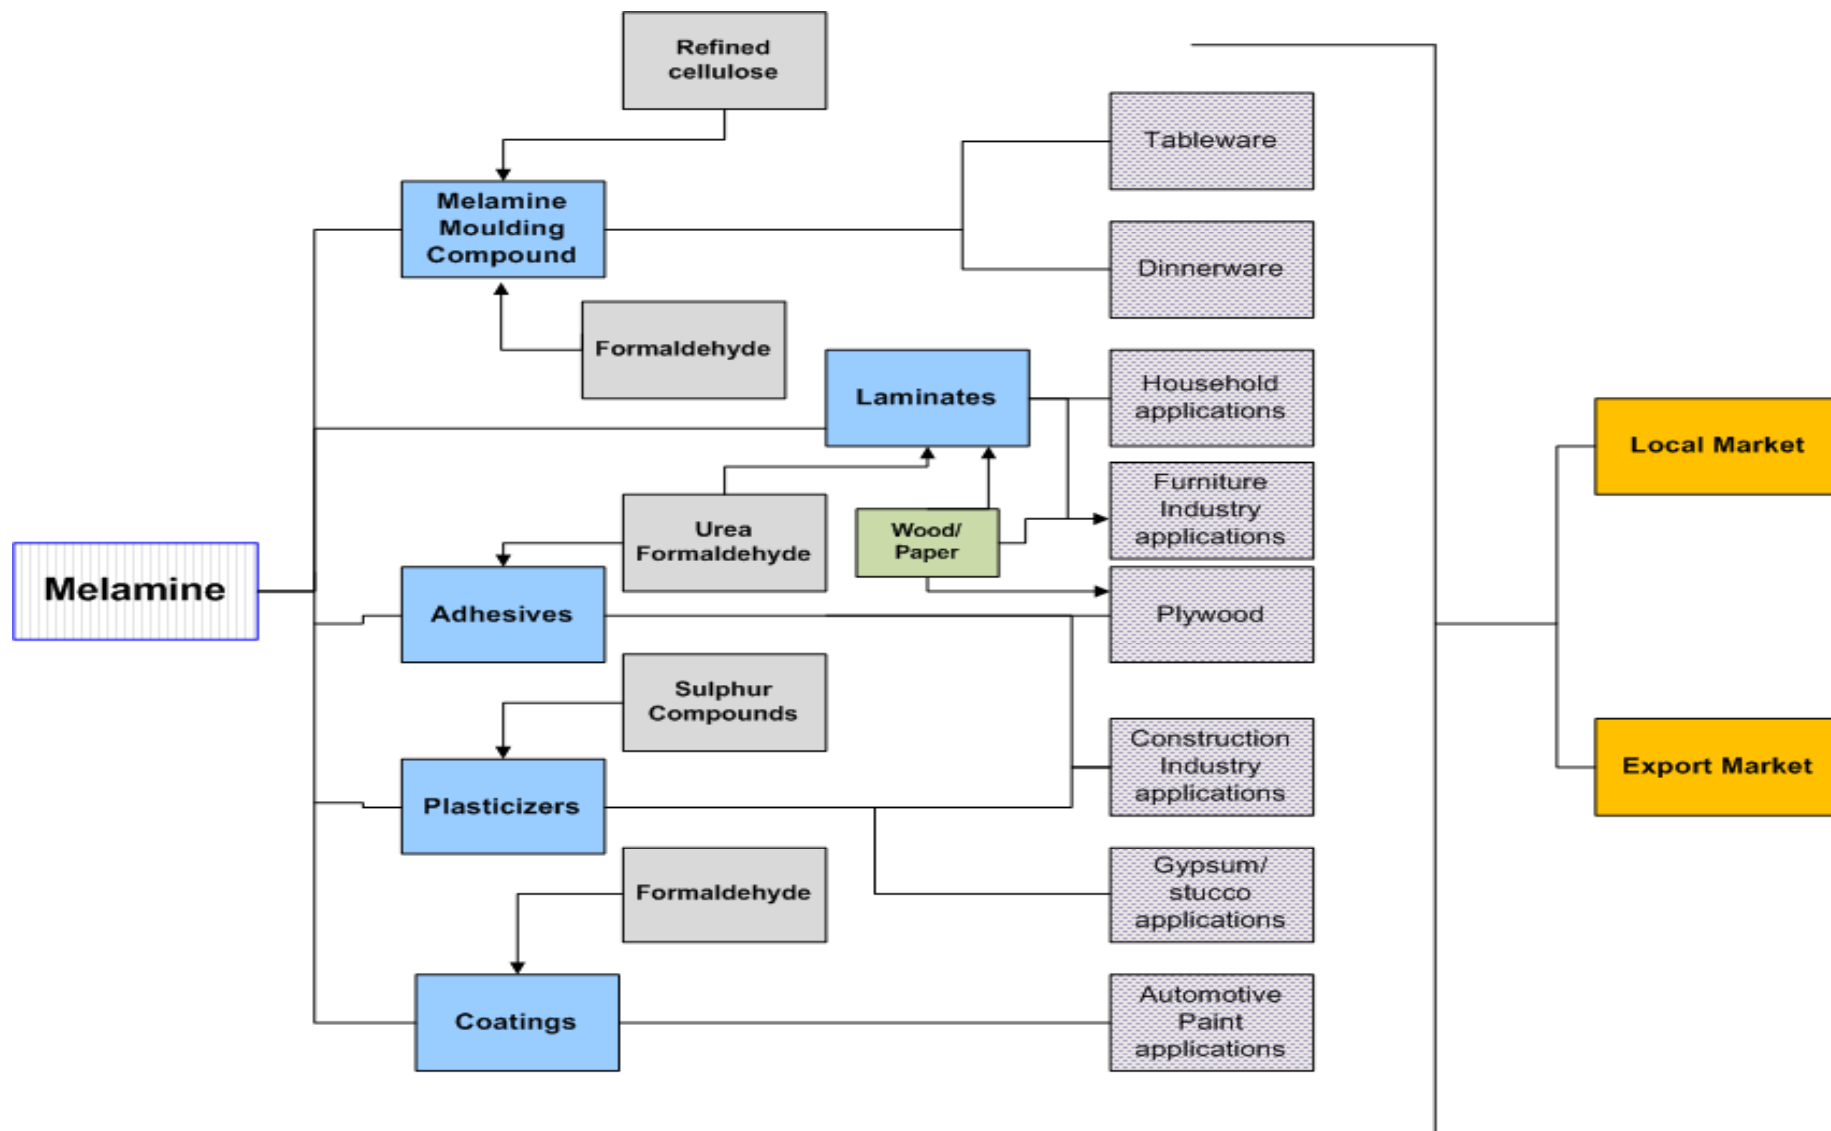 Refined
cellulose
Tableware
Melamine
Moulding
Compound
Dinnerware
Formaldehyde
Laminates
Household
applications
Local Market
Furniture
Industry
applications
Urea
Formaldehyde
Wood/
Paper
Melamine
Adhesives
Plywood
Sulphur
Compounds
Construction
Industry
applications
Export Market
Plasticizers
Formaldehyde
Gypsum/
stucco
applications
Coatings
Automotive
Paint
applications